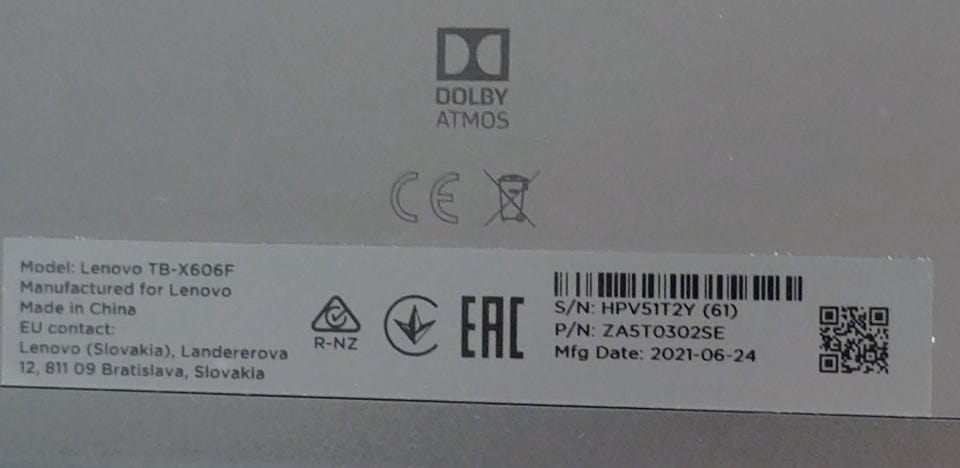 DOLBY
ATMOS
CE
Model: Lenovo TB-X606F
Manufactured for Lenovo
Made in China
EU contact:
Lenovo (Slovakia), Landererova
12, 811 09 Bratislava, Slovakia
R-NZ
EAC
S/N: HPV51T2Y (61)
P/N: ZA5T0302SE
Mfg Date: 2021-06-24